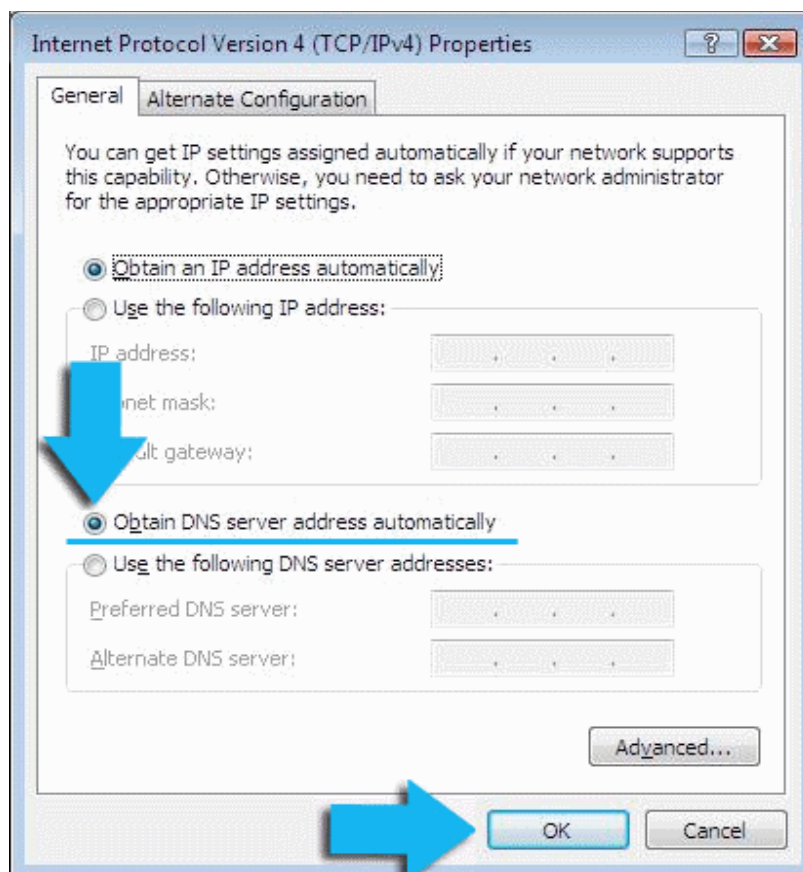 Internet Protocol Version 4 (TCP/IPv4) Properties
General
Alternate Configuration
You can get IP settings assigned automatically if your network supports
this capability. Otherwise, you need to ask your network administrator
for the appropriate IP settings.
Obtain an IP address automatically
Use the following IP address:
IP address:
net mask:
gateway:
Obtain DNS server address automatically
Use the following DNS server addresses:
Preferred DNS server:
Alternate DNS server:
Advanced...
OK
Cancel